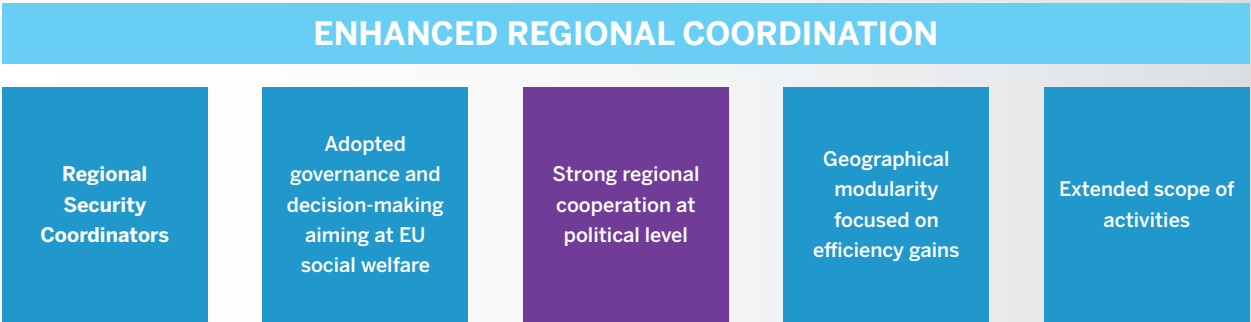 ENHANCED REGIONAL COORDINATION
Regional
Security
Coordinators
Adopted
governance and
decision-making
aiming at EU
social welfare
Strong regional
cooperation at
political level
Geographical
modularity
focused on
efficiency gains
Extended scope of
activities